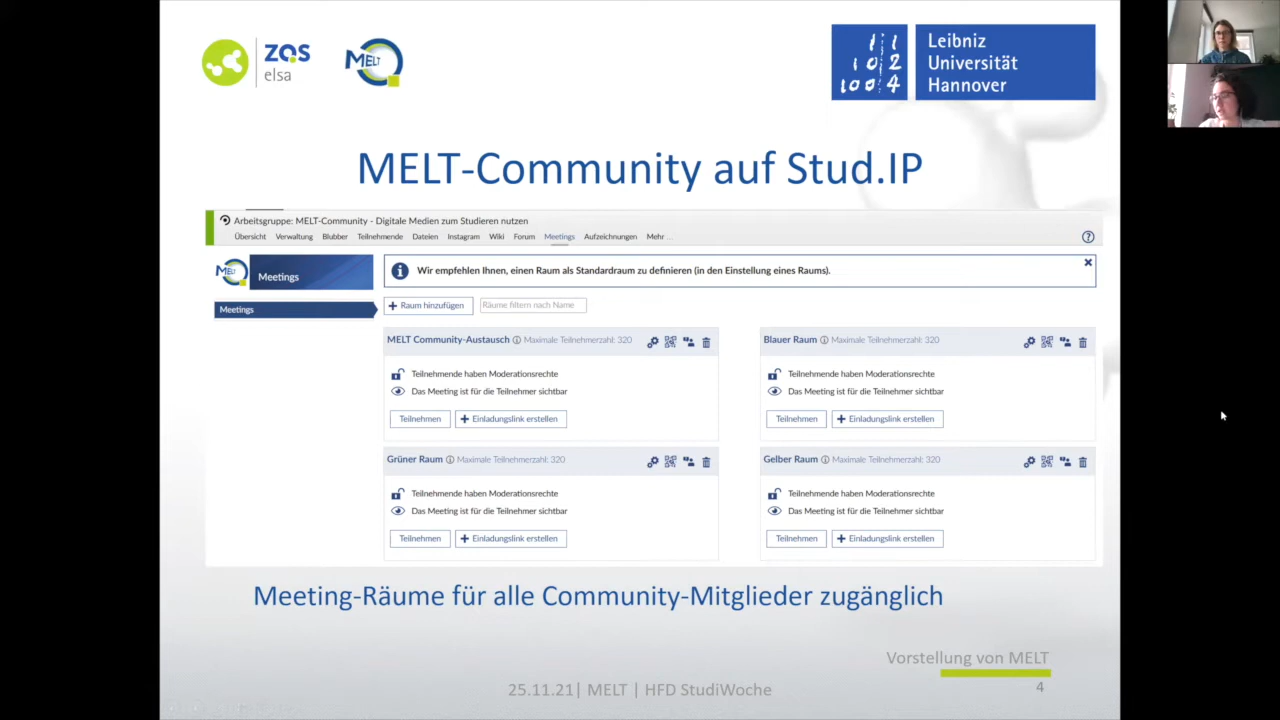 ZQS
elsa
MELT
Leibniz
Universität
Hannover
MELT-Community auf Stud.IP
Arbeitsgruppe: MELT-Community - Digitale Medien zum Studieren nutzen
Übersicht Verwaltung Blubber Teilnehmende Dateien Instagram Wiki Forum Meetings Aufzeichnungen Mehr ...
MELT Meetings
Wir empfehlen Ihnen, einen Raum als Standardraum zu definieren (in den Einstellung eines Raums).
Meetings
Raum hinzufügen Räume filtern nach Name
MELT Community-Austausch Maximale Teilnehmerzahl: 320
Teilnehmende haben Moderationsrechte
Das Meeting ist für die Teilnehmer sichtbar
Teilnehmen + Einladungslink erstellen
Blauer Raum Maximale Teilnehmerzahl: 320
Teilnehmende haben Moderationsrechte
Das Meeting ist für die Teilnehmer sichtbar
Teilnehmen + Einladungslink erstellen
Grüner Raum Maximale Teilnehmerzahl: 320
Teilnehmende haben Moderationsrechte
Das Meeting ist für die Teilnehmer sichtbar
Teilnehmen + Einladungslink erstellen
Gelber Raum Maximale Teilnehmerzahl: 320
Teilnehmende haben Moderationsrechte
Das Meeting ist für die Teilnehmer sichtbar
Teilnehmen + Einladungslink erstellen
Meeting-Räume für alle Community-Mitglieder zugänglich
Vorstellung von MELT
25.11.21| MELT | HFD StudiWoche
4